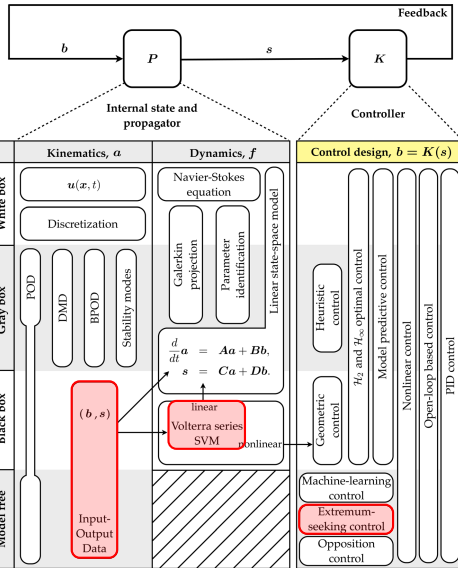 Feedback
b
P
s
K
Internal state and
propagator
Controller
Kinematics, a
Dynamics, f
Control design, b = K(s)
White box
u(x, t)
Discretization
Navier-Stokes
equation
Galerkin
projection
Parameter
identification
Linear state-space model
Gray box
POD
DMD
BPOD
Stability modes
d/dt a = Aa + Bb,
s = Ca + Db.
Heuristic
control
H₂ and H∞ optimal control
Model predictive control
Nonlinear control
Open-loop based control
PID control
Black box
(b, s)
Input-
Output
Data
linear
Volterra series
SVM
nonlinear
Geometric
control
Model free
Machine-learning
control
Extremum-
seeking control
Opposition
control